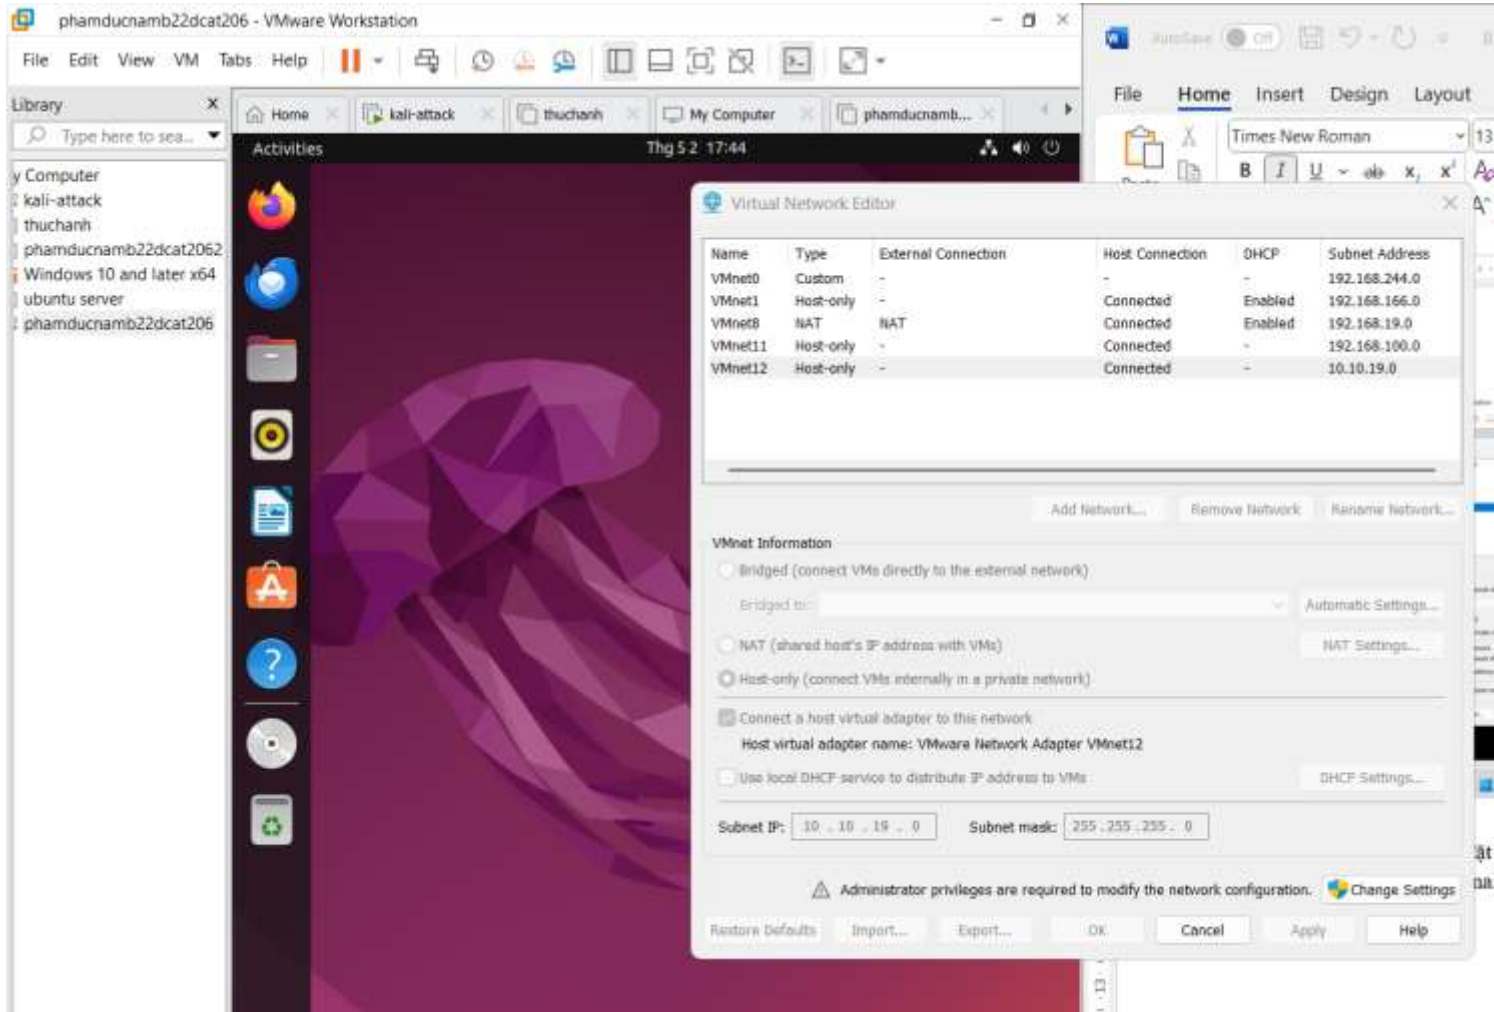 phamducnamb22dcat206 - VMware Workstation
File Edit View VM Tabs Help
Library
Type here to sea...
y Computer
kali-attack
thuchanh
phamducnamb22dcat2062
Windows 10 and later x64
ubuntu server
phamducnamb22dcat206
Home kali-attack thuchanh My Computer phamducnamb...
Activities Thg 5 2 17:44
AutoSave Off
File Home Insert Design Layout
Times New Roman 13
B I U ab x, x
Virtual Network Editor
Name Type External Connection Host Connection DHCP Subnet Address
VMnet0 Custom - - - 192.168.244.0
VMnet1 Host-only - Connected Enabled 192.168.166.0
VMnet8 NAT NAT Connected Enabled 192.168.19.0
VMnet11 Host-only - Connected - 192.168.100.0
VMnet12 Host-only - Connected - 10.10.19.0
Add Network... Remove Network Rename Network...
VMnet Information
Bridged (connect VMs directly to the external network)
Bridged to: Automatic Settings...
NAT (shared host's IP address with VMs) NAT Settings...
Host-only (connect VMs internally in a private network)
Connect a host virtual adapter to this network
Host virtual adapter name: VMware Network Adapter VMnet12
Use local DHCP service to distribute IP address to VMs DHCP Settings...
Subnet IP: 10 . 10 . 19 . 0 Subnet mask: 255 . 255 . 255 . 0
Administrator privileges are required to modify the network configuration. Change Settings
Restore Defaults Import... Export... OK Cancel Apply Help